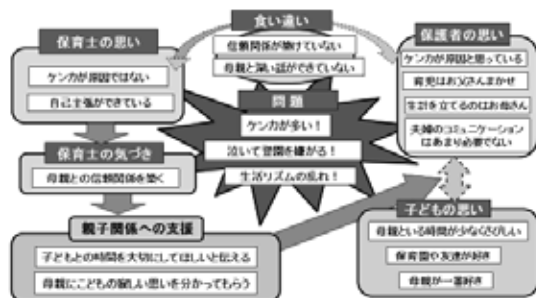 食い違い
信頼関係が築けていない
母親と深い話ができていない
保育士の思い
ケンカが原因ではない
自己主張ができている
保育士の気づき
母親との信頼関係を築く
親子関係への支援
子どもとの時間を大切にしてほしいと伝える
母親にこどもの寂しい思いを分かってもらう
問題
ケンカが多い!
泣いて登園を嫌がる!
生活リズムの乱れ!
保護者の思い
ケンカが原因と思っている
育児はお父さんまかせ
生計を立てるのはお母さん
夫婦のコミュニケーション
はあまり必要でない
子どもの思い
母親といる時間が少なくさびしい
保育園や友達が好き
母親が一番好き